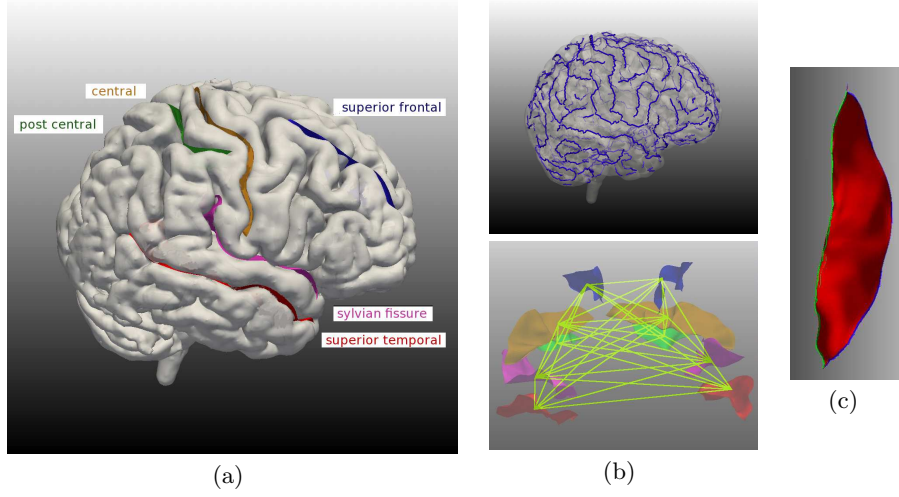 central
superior frontal
post central
sylvian fissure
superior temporal
(a)
(b)
(c)